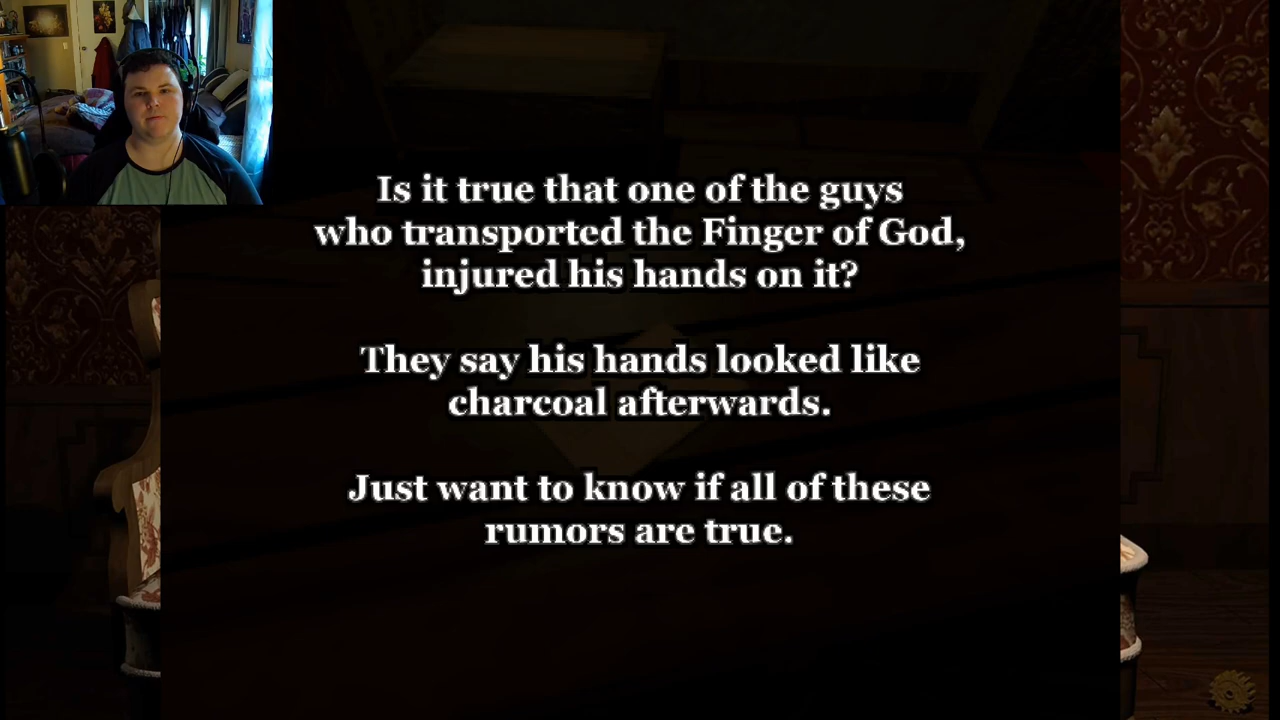 Is it true that one of the guys
who transported the Finger of God,
injured his hands on it?
They say his hands looked like
charcoal afterwards.
Just want to know if all of these
rumors are true.